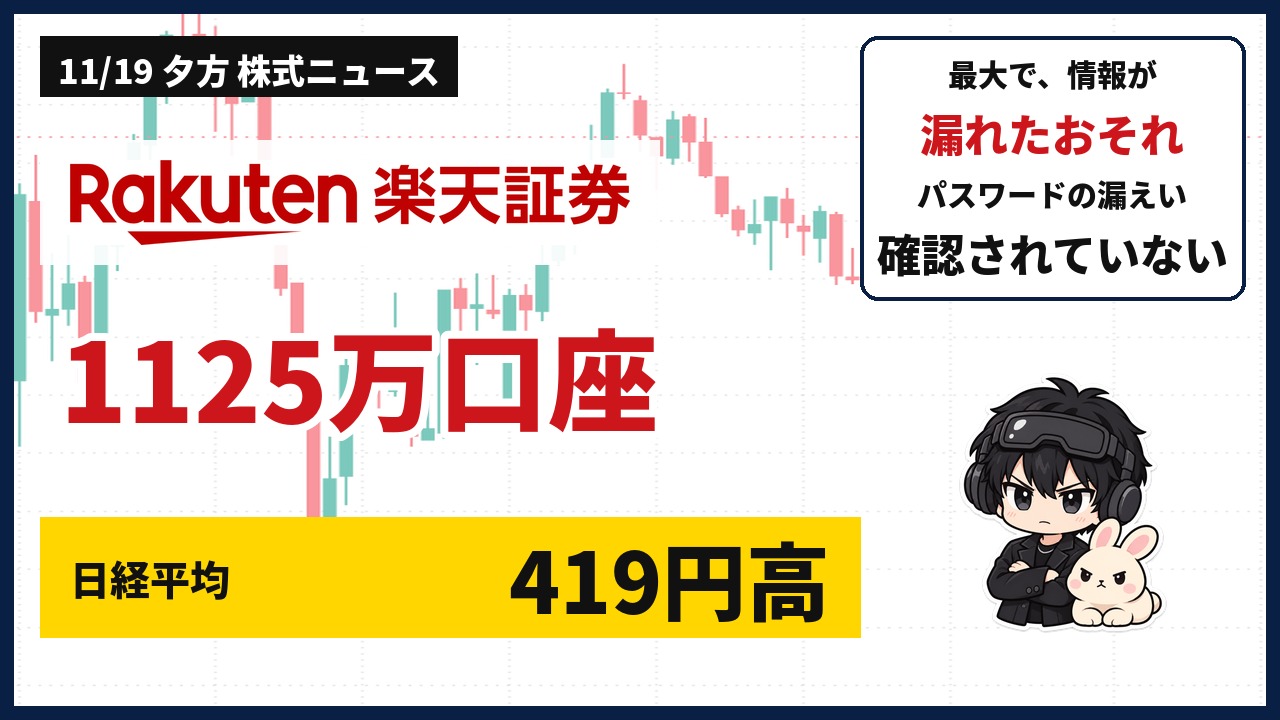 11/19 夕方 株式ニュース
Rakuten 楽天証券
1125万口座
日経平均 419円高
最大で、情報が
漏れたおそれ
パスワードの漏えい
確認されていない